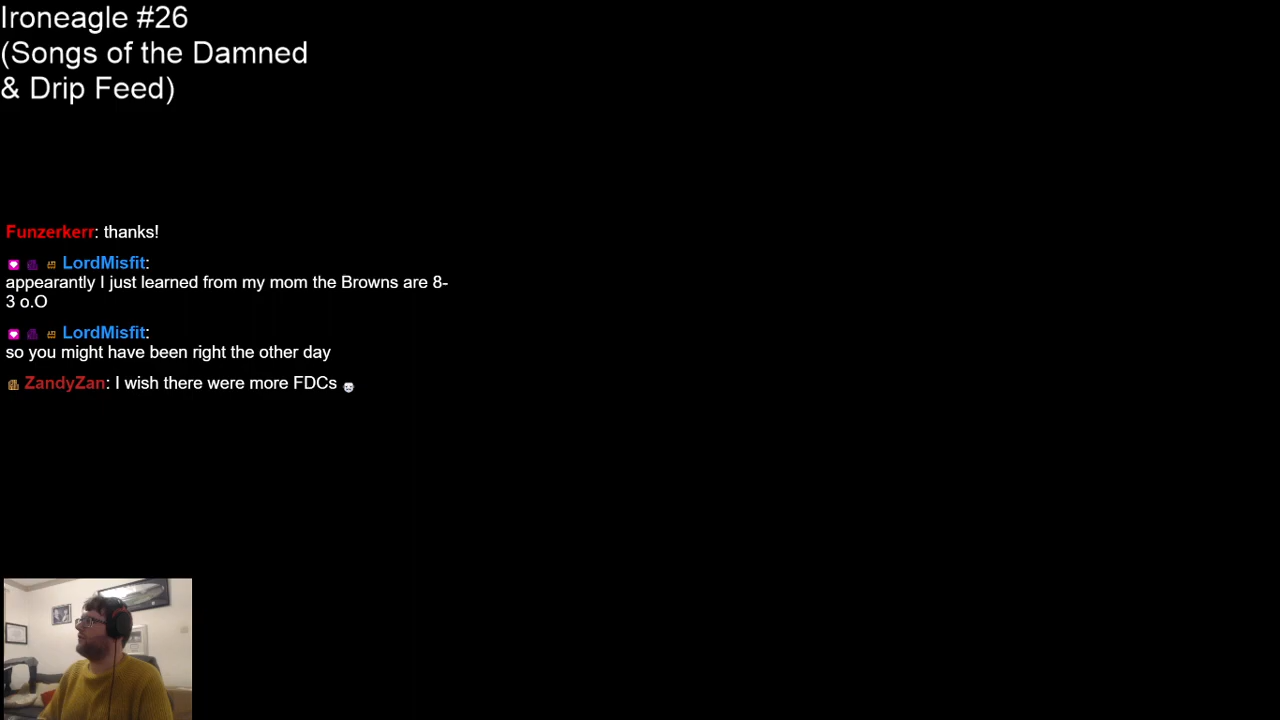 Ironeagle #26
(Songs of the Damned
& Drip Feed)
Funzerkerr: thanks!
LordMisfit:
appearantly I just learned from my mom the Browns are 8-
3 o.O
LordMisfit:
so you might have been right the other day
ZandyZan: I wish there were more FDCs